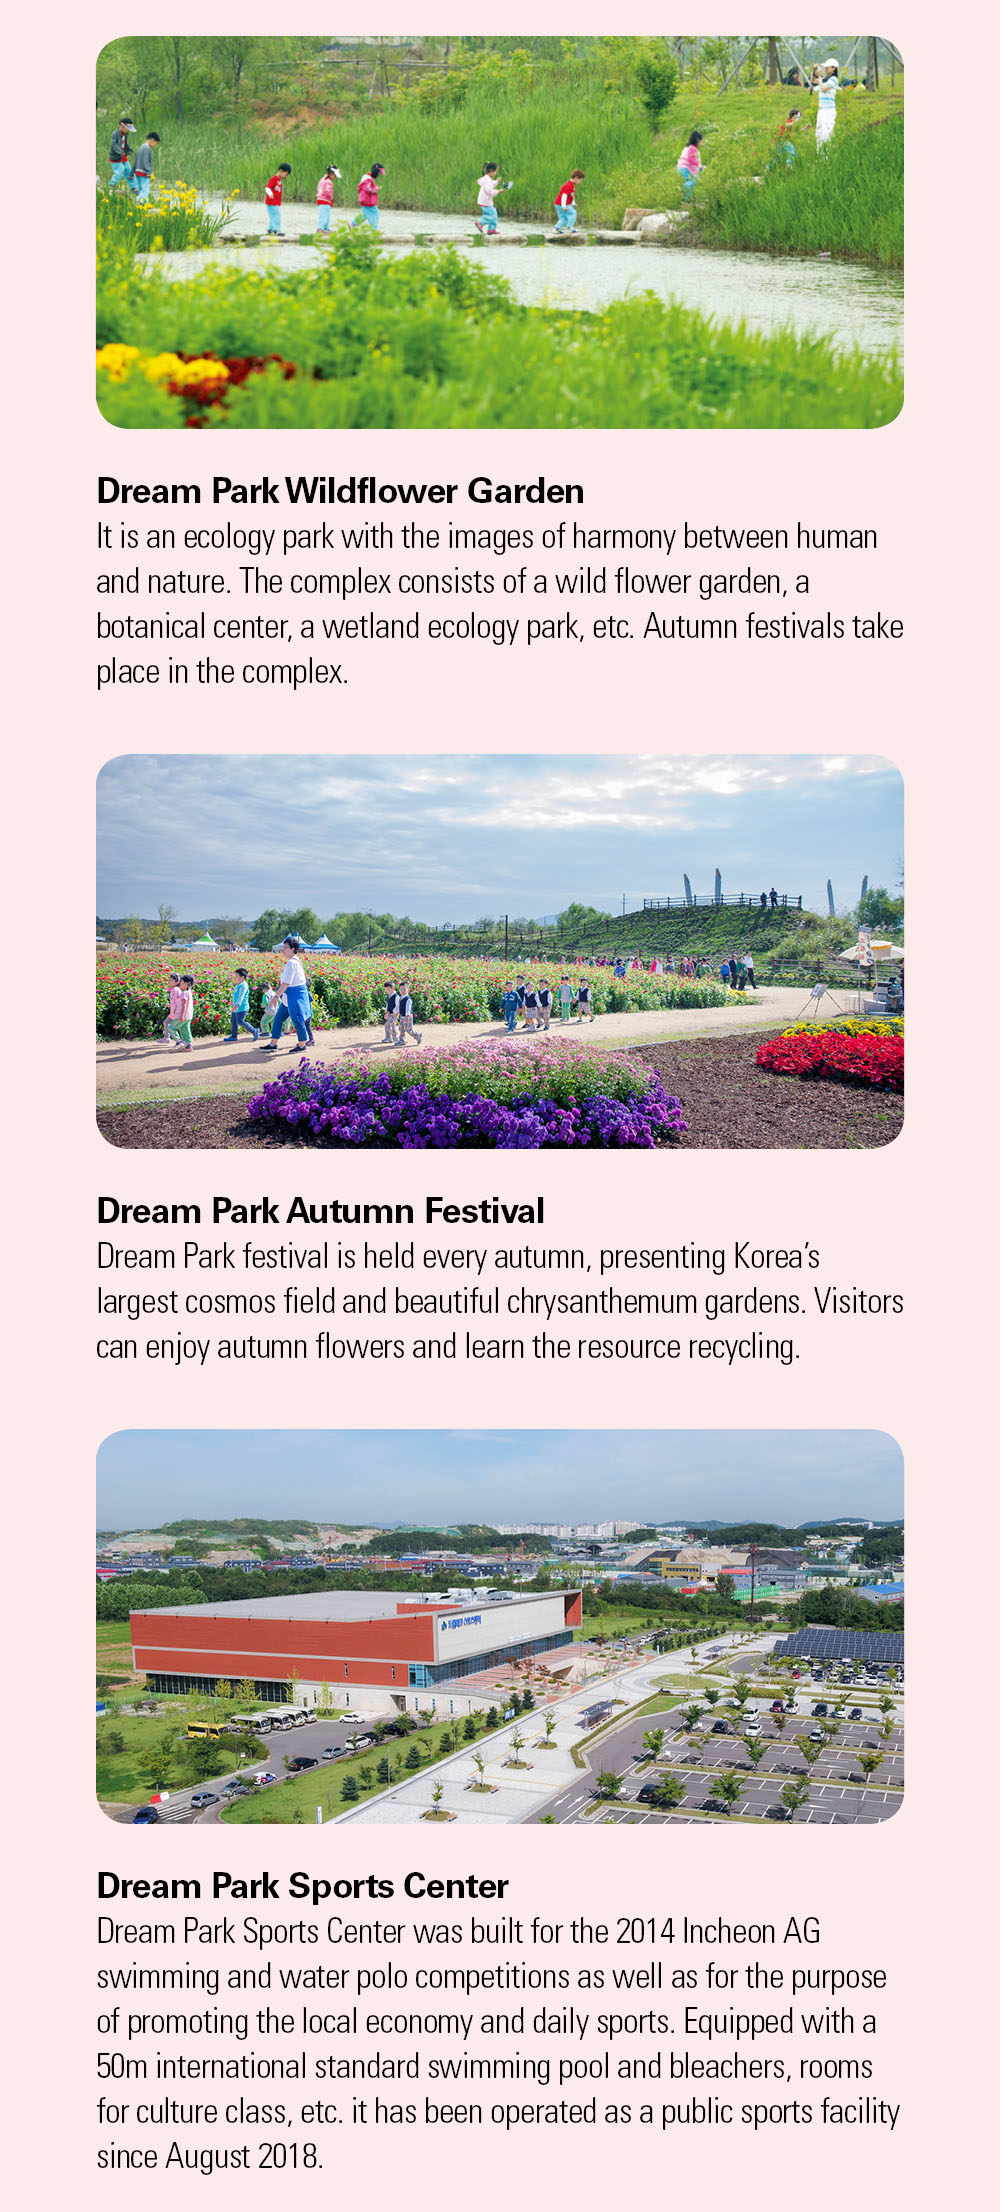 Dream Park Wildflower Garden
It is an ecology park with the images of harmony between human
and nature. The complex consists of a wild flower garden, a
botanical center, a wetland ecology park, etc. Autumn festivals take
place in the complex.
Dream Park Autumn Festival
Dream Park festival is held every autumn, presenting Korea’s
largest cosmos field and beautiful chrysanthemum gardens. Visitors
can enjoy autumn flowers and learn the resource recycling.
Dream Park Sports Center
Dream Park Sports Center was built for the 2014 Incheon AG
swimming and water polo competitions as well as for the purpose
of promoting the local economy and daily sports. Equipped with a
50m international standard swimming pool and bleachers, rooms
for culture class, etc. it has been operated as a public sports facility
since August 2018.